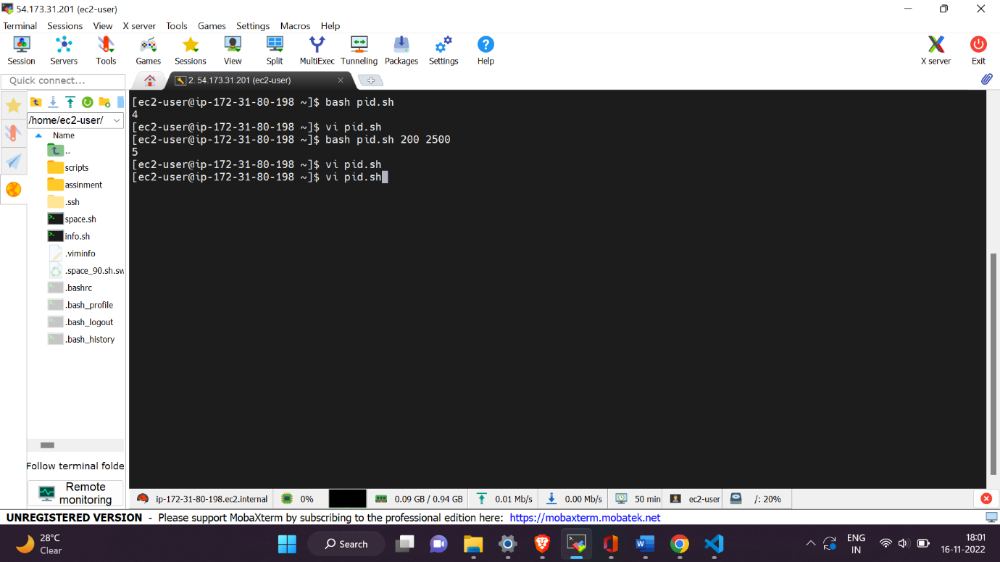 54.173.31.201 (ec2-user)
Terminal Sessions View X server Tools Games Settings Macros Help
Session Servers Tools Games Sessions View Split MultiExec Tunneling Packages Settings Help X server Exit
Quick connect...
2. 54.173.31.201 (ec2-user)
/home/ec2-user/
Name
..
scripts
assinment
.ssh
space.sh
info.sh
.viminfo
.space_90.sh.sw
.bashrc
.bash_profile
.bash_logout
.bash_history
Follow terminal folde
Remote
monitoring
[ec2-user@ip-172-31-80-198 ~]$ bash pid.sh
4
[ec2-user@ip-172-31-80-198 ~]$ vi pid.sh
[ec2-user@ip-172-31-80-198 ~]$ bash pid.sh 200 2500
5
[ec2-user@ip-172-31-80-198 ~]$ vi pid.sh
[ec2-user@ip-172-31-80-198 ~]$ vi pid.sh
ip-172-31-80-198.ec2.internal 0% 0.09 GB / 0.94 GB 0.01 Mb/s 0.00 Mb/s 50 min ec2-user /: 20%
UNREGISTERED VERSION - Please support MobaXterm by subscribing to the professional edition here: https://mobaxterm.mobatek.net
28°C
Clear
Search
ENG
IN
18:01
16-11-2022